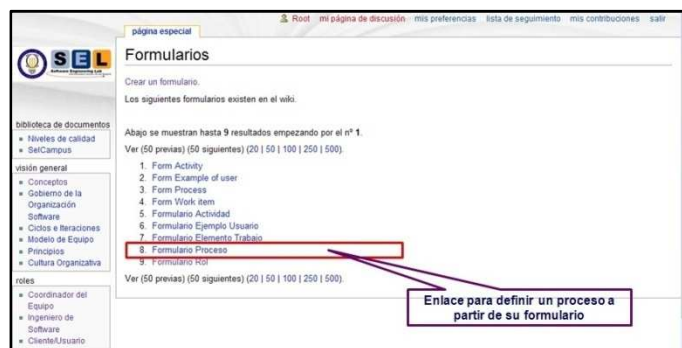 Root mi página de discusión mis preferencias lista de seguimiento mis contribuciones salir
página especial
SEL
Software Engineering Lab
Formularios
Crear un formulario.
Los siguientes formularios existen en el wiki.
Abajo se muestran hasta 9 resultados empezando por el nº 1.
Ver (50 previas) (50 siguientes) (20 | 50 | 100 | 250 | 500).
1. Form Activity
2. Form Example of user
3. Form Process
4. Form Work item
5. Formulario Actividad
6. Formulario Ejemplo Usuario
7. Formulario Elemento Trabajo
8. Formulario Proceso
9. Formulario Rol
Ver (50 previas) (50 siguientes) (20 | 50 | 100 | 250 | 500).
Enlace para definir un proceso a
partir de su formulario
biblioteca de documentos
Niveles de calidad
SelCampus
visión general
Conceptos
Gobierno de la
Organización
Software
Ciclos e Iteraciones
Modelo de Equipo
Principios
Cultura Organizativa
roles
Coordinador del
Equipo
Ingeniero de
Software
Cliente/Usuario